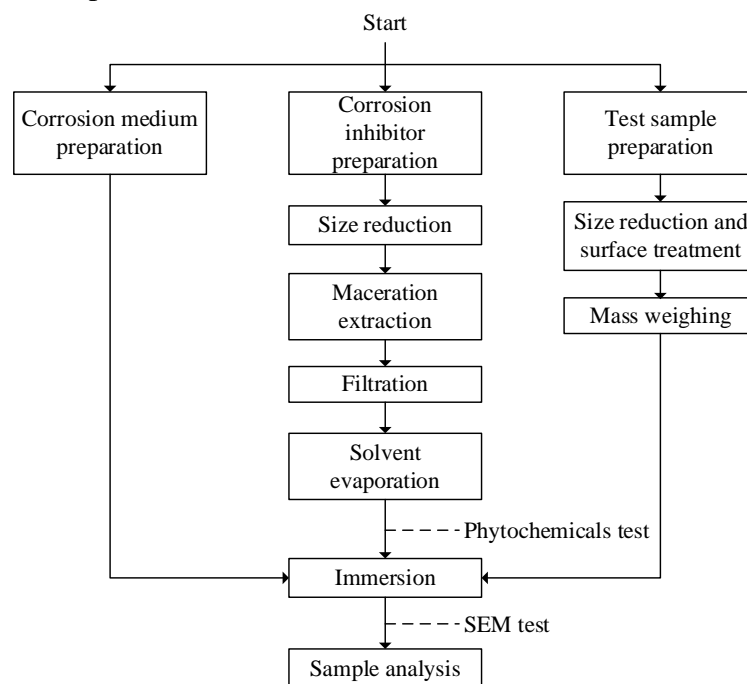 Start
Corrosion medium
preparation
Corrosion
inhibitor
preparation
Test sample
preparation
Size reduction
Size reduction and
surface treatment
Maceration
extraction
Mass weighing
Filtration
Solvent
evaporation
Phytochemicals test
Immersion
SEM test
Sample analysis